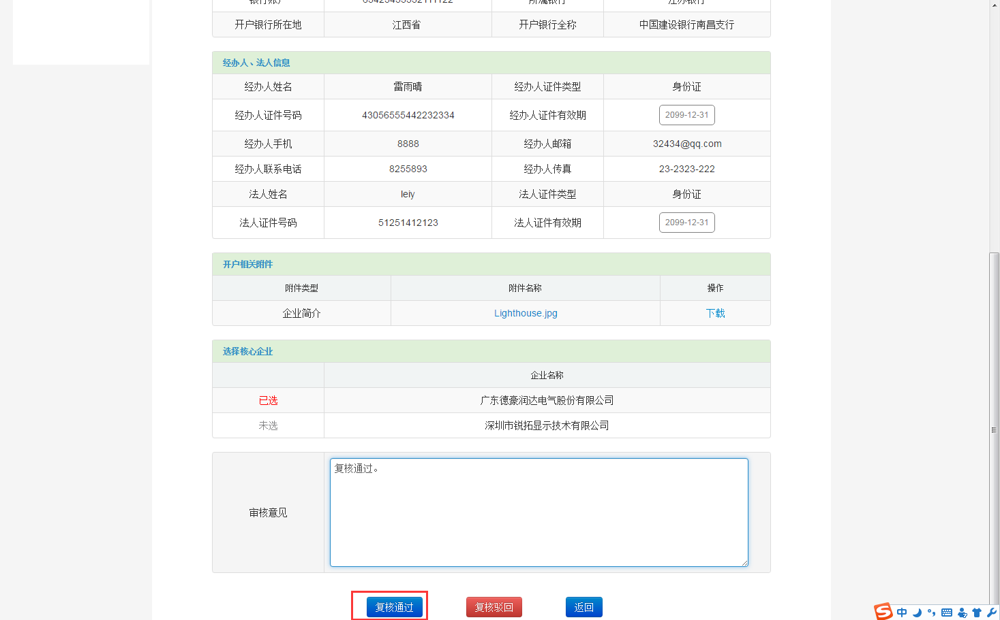 开户银行所在地 江西省 开户银行全称 中国建设银行南昌支行
经办人、法人信息
经办人姓名 雷雨晴 经办人证件类型 身份证
经办人证件号码 43056555442232334 经办人证件有效期 2099-12-31
经办人手机 8888 经办人邮箱 32434@qq.com
经办人联系电话 8255893 经办人传真 23-2323-222
法人姓名 leiy 法人证件类型 身份证
法人证件号码 51251412123 法人证件有效期 2099-12-31
开户相关附件
附件类型 附件名称 操作
企业简介 Lighthouse.jpg 下载
选择核心企业
企业名称
已选 广东德豪润达电气股份有限公司
未选 深圳市锐拓显示技术有限公司
复核通过。
审核意见
复核通过 复核驳回 返回
中